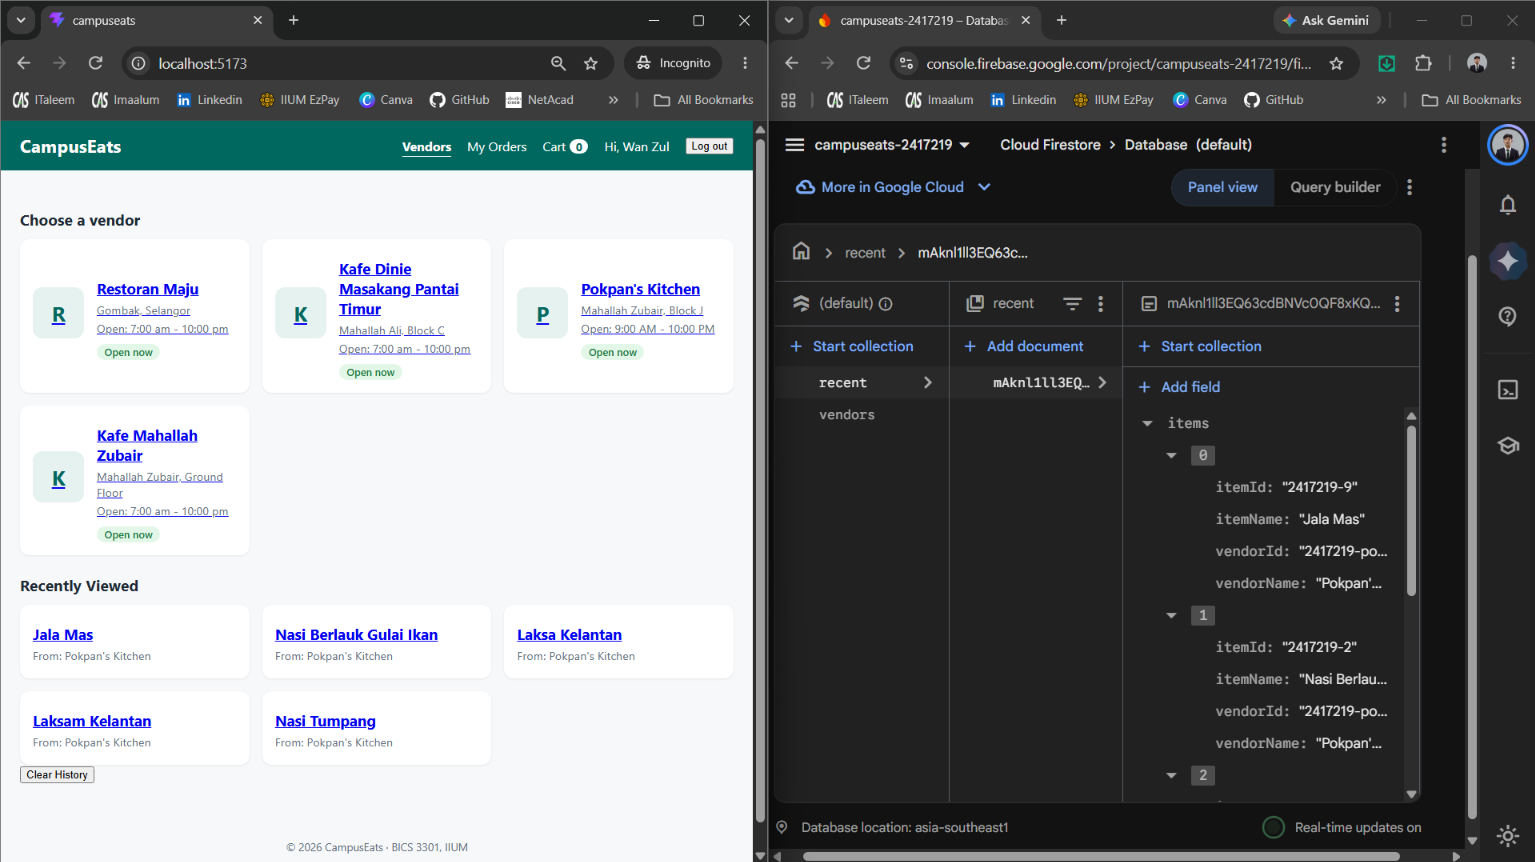 campuseats
localhost:5173
Incognito
ITaleem
Imaalum
Linkedin
IIUM EzPay
Canva
GitHub
NetAcad
All Bookmarks
CampusEats
Vendors
My Orders
Cart 0
Hi, Wan Zul
Log out
Choose a vendor
R
Restoran Maju
Gombak, Selangor
Open: 7:00 am - 10:00 pm
Open now
K
Kafe Dinie
Masakang Pantai
Timur
Mahallah Ali, Block C
Open: 7:00 am - 10:00 pm
Open now
P
Pokpan's Kitchen
Mahallah Zubair, Block J
Open: 9:00 AM - 10:00 PM
Open now
K
Kafe Mahallah
Zubair
Mahallah Zubair, Ground
Floor
Open: 7:00 am - 10:00 pm
Open now
Recently Viewed
Jala Mas
From: Pokpan's Kitchen
Nasi Berlauk Gulai Ikan
From: Pokpan's Kitchen
Laksa Kelantan
From: Pokpan's Kitchen
Laksam Kelantan
From: Pokpan's Kitchen
Nasi Tumpang
From: Pokpan's Kitchen
Clear History
© 2026 CampusEats · BICS 3301, IIUM
campuseats-2417219 – Databas
Ask Gemini
console.firebase.google.com/project/campuseats-2417219/fi...
ITaleem
Imaalum
Linkedin
IIUM EzPay
Canva
GitHub
All Bookmarks
campuseats-2417219
Cloud Firestore > Database (default)
More in Google Cloud
Panel view
Query builder
recent > mAknl1ll3EQ63c...
(default)
recent
mAknl1ll3EQ63cdBNVc0QF8xKQ...
+ Start collection
+ Add document
+ Start collection
recent
vendors
mAknl1ll3EQ...
+ Add field
items
0
itemId: "2417219-9"
itemName: "Jala Mas"
vendorId: "2417219-po...
vendorName: "Pokpan'...
1
itemId: "2417219-2"
itemName: "Nasi Berlau...
vendorId: "2417219-po...
vendorName: "Pokpan'...
2
Database location: asia-southeast1
Real-time updates on